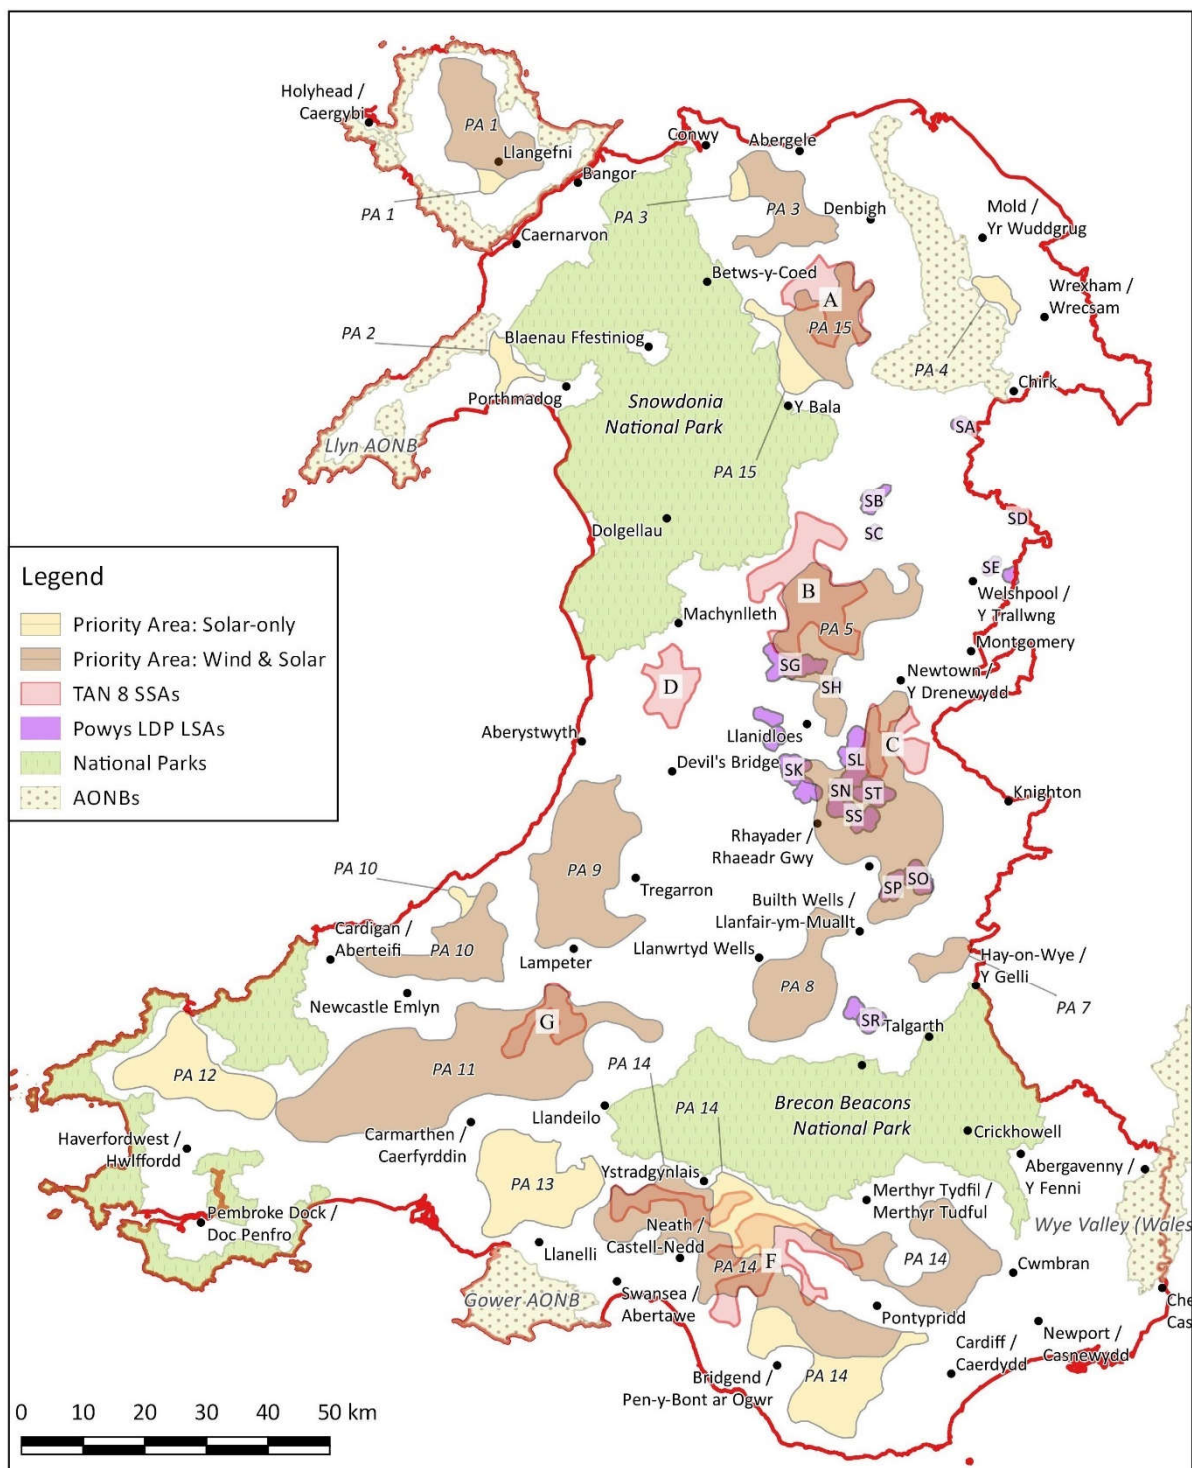 Holyhead /
Caergybi
PA 1
Llangefni
PA 1
Bangor
Caernarvon
Conwy
Abergele
PA 3
PA 3
Denbigh
Mold /
Yr Wuddgrug
Wrexham /
Wrecsam
Betws-y-Coed
A
PA 15
PA 2
Blaenau Ffestiniog
PA 4
Chirk
Porthmadog
Snowdonia
National Park
Y Bala
SA
Llyn AONB
PA 15
SB
SC
SD
Dolgellau
SE
Welshpool /
Y Trallwng
B
PA 5
Machynlleth
Montgomery
SG
SH
Newtown /
Y Drenewydd
D
Aberystwyth
Llanidloes
C
SL
Devil's Bridge
SK
SN
ST
SS
Knighton
Rhayader /
Rhaeadr Gwy
PA 9
PA 10
Tregarron
SP
SO
Builth Wells /
Llanfair-ym-Muallt
Cardigan /
Aberteifi
PA 10
Lampeter
Llanwrtyd Wells
Hay-on-Wye /
Y Gelli
PA 7
PA 8
Newcastle Emlyn
G
SR
Talgarth
PA 12
PA 11
PA 14
PA 14
Brecon Beacons
National Park
Llandeilo
Crickhowell
Haverfordwest /
Hwlffordd
Carmarthen /
Caerfyrddin
Abergavenny /
Y Fenni
Ystradgynlais
PA 13
Merthyr Tydfil /
Merthyr Tudful
Wye Valley (Wales
Pembroke Dock /
Doc Penfro
Neath /
Castell-Nedd
Llanelli
PA 14
F
PA 14
Cwmbran
Gower AONB
Swansea /
Abertawe
Pontypridd
Che
Cas
Newport /
Casnewydd
Cardiff /
Caerdydd
Bridgend /
Pen-y-Bont ar Ogwr
PA 14
Legend
Priority Area: Solar-only
Priority Area: Wind & Solar
TAN 8 SSAs
Powys LDP LSAs
National Parks
AONBs
0 10 20 30 40 50 km